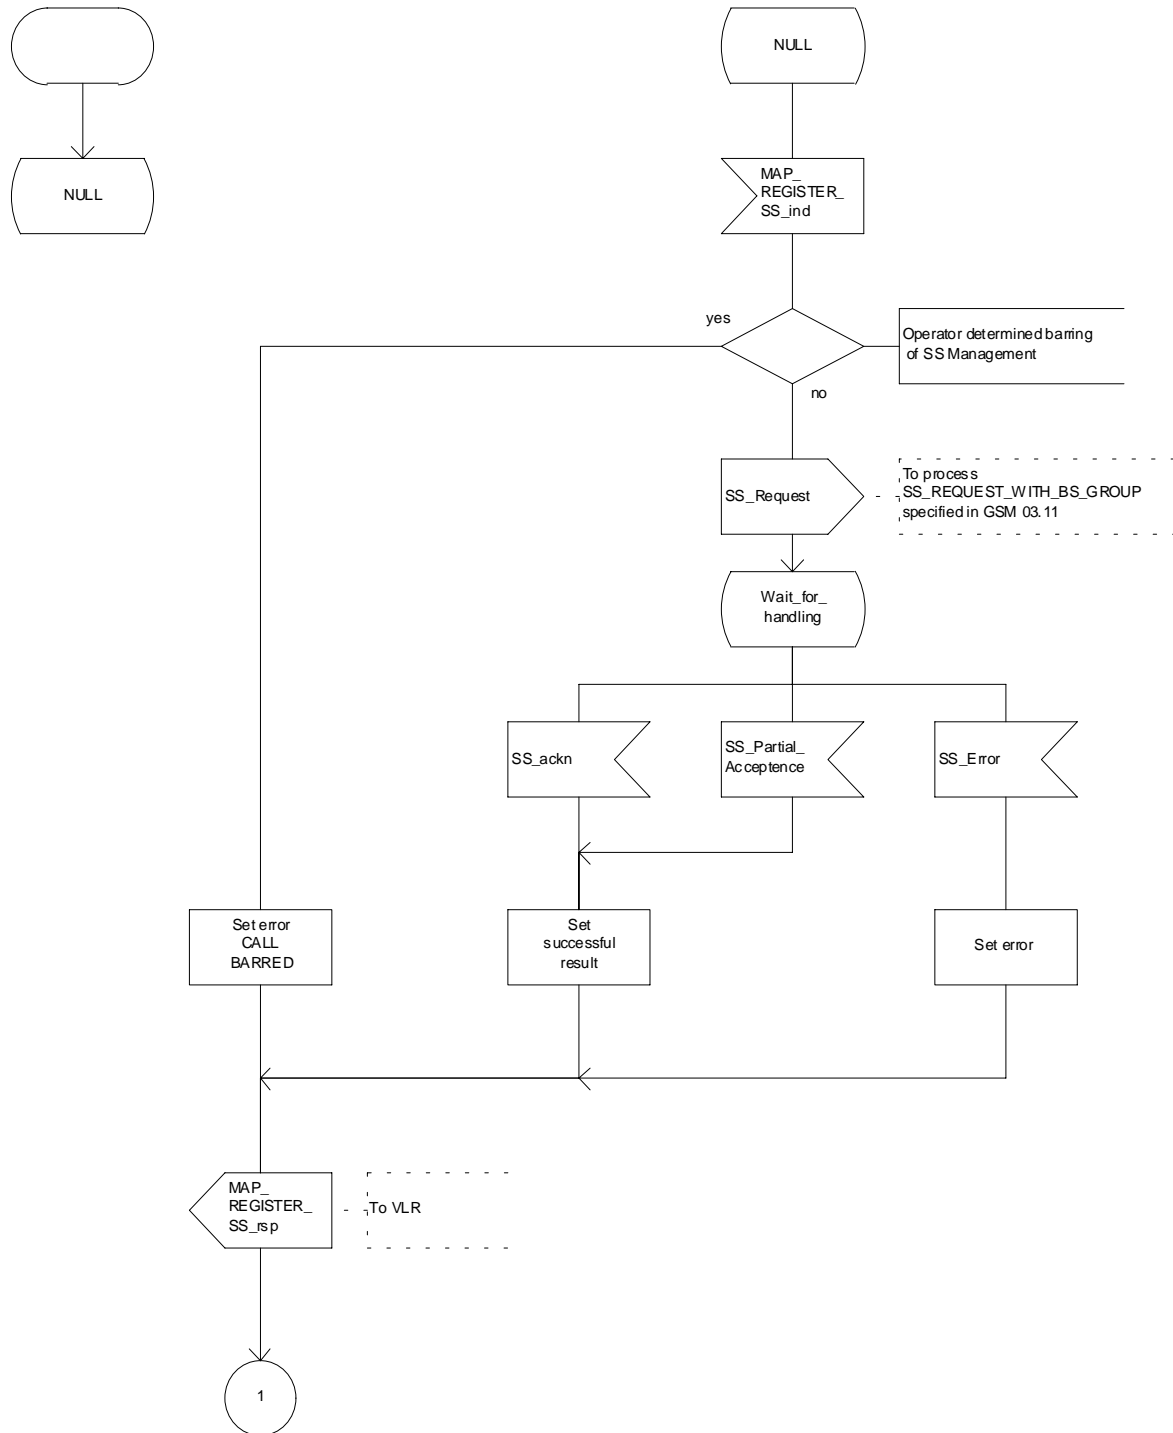 NULL
NULL
MAP_
REGISTER_
SS_ind
yes
Operator determined barring
of SS Management
no
SS_Request
To process
SS_REQUEST_WITH_BS_GROUP
specified in GSM 03.11
Wait_for_
handling
SS_ackn
SS_Partial_
Acceptence
SS_Error
Set error
CALL
BARRED
Set
successful
result
Set error
MAP_
REGISTER_
SS_rsp
To VLR
1